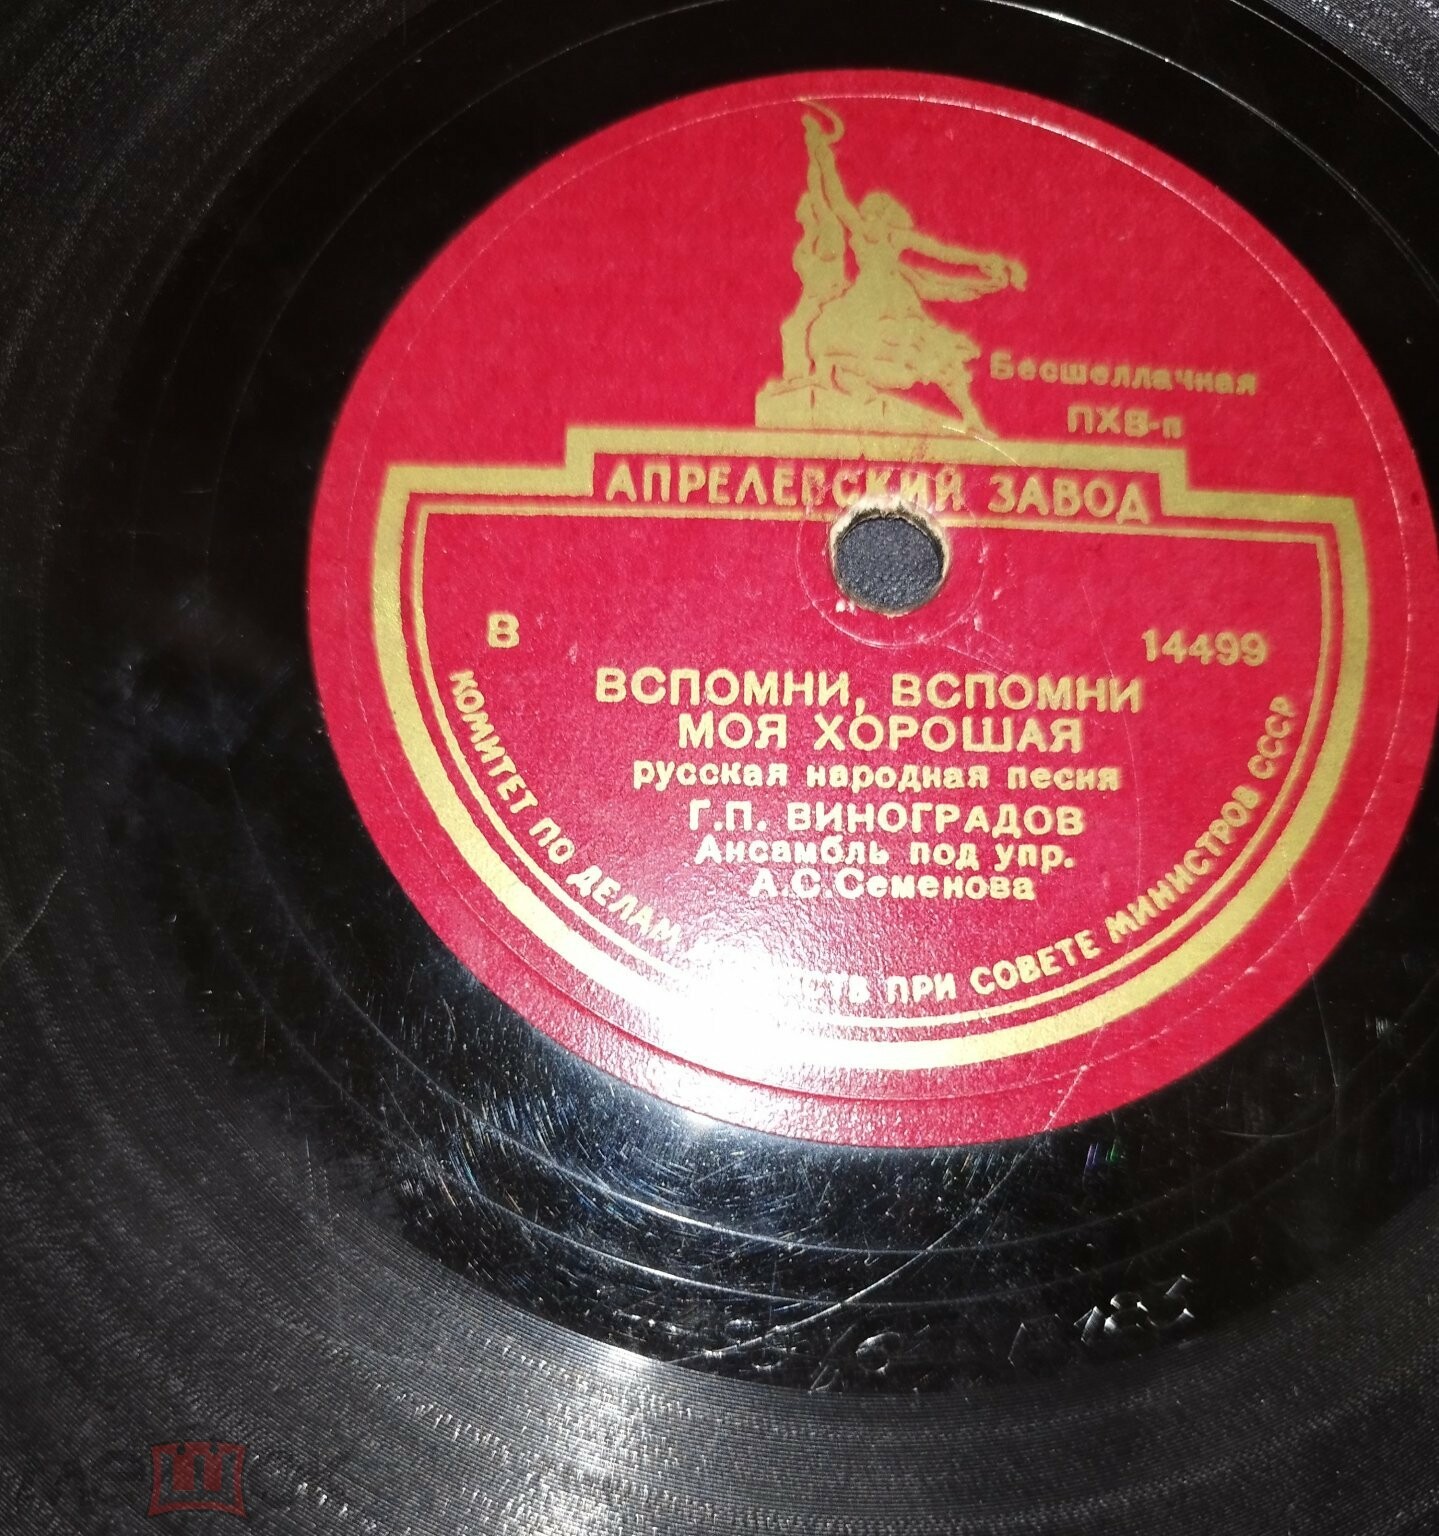 Бесшеллачная
ПХВ-п
АПРЕЛЕВСКИЙ ЗАВОД
В 14499
ВСПОМНИ, ВСПОМНИ
МОЯ ХОРОШАЯ
русская народная песня
Г.П. ВИНОГРАДОВ
Ансамбль под упр.
А.С.Семенова
КОМИТЕТ ПО ДЕЛАМ ПРИ СОВЕТЕ МИНИСТРОВ СССР
мешок